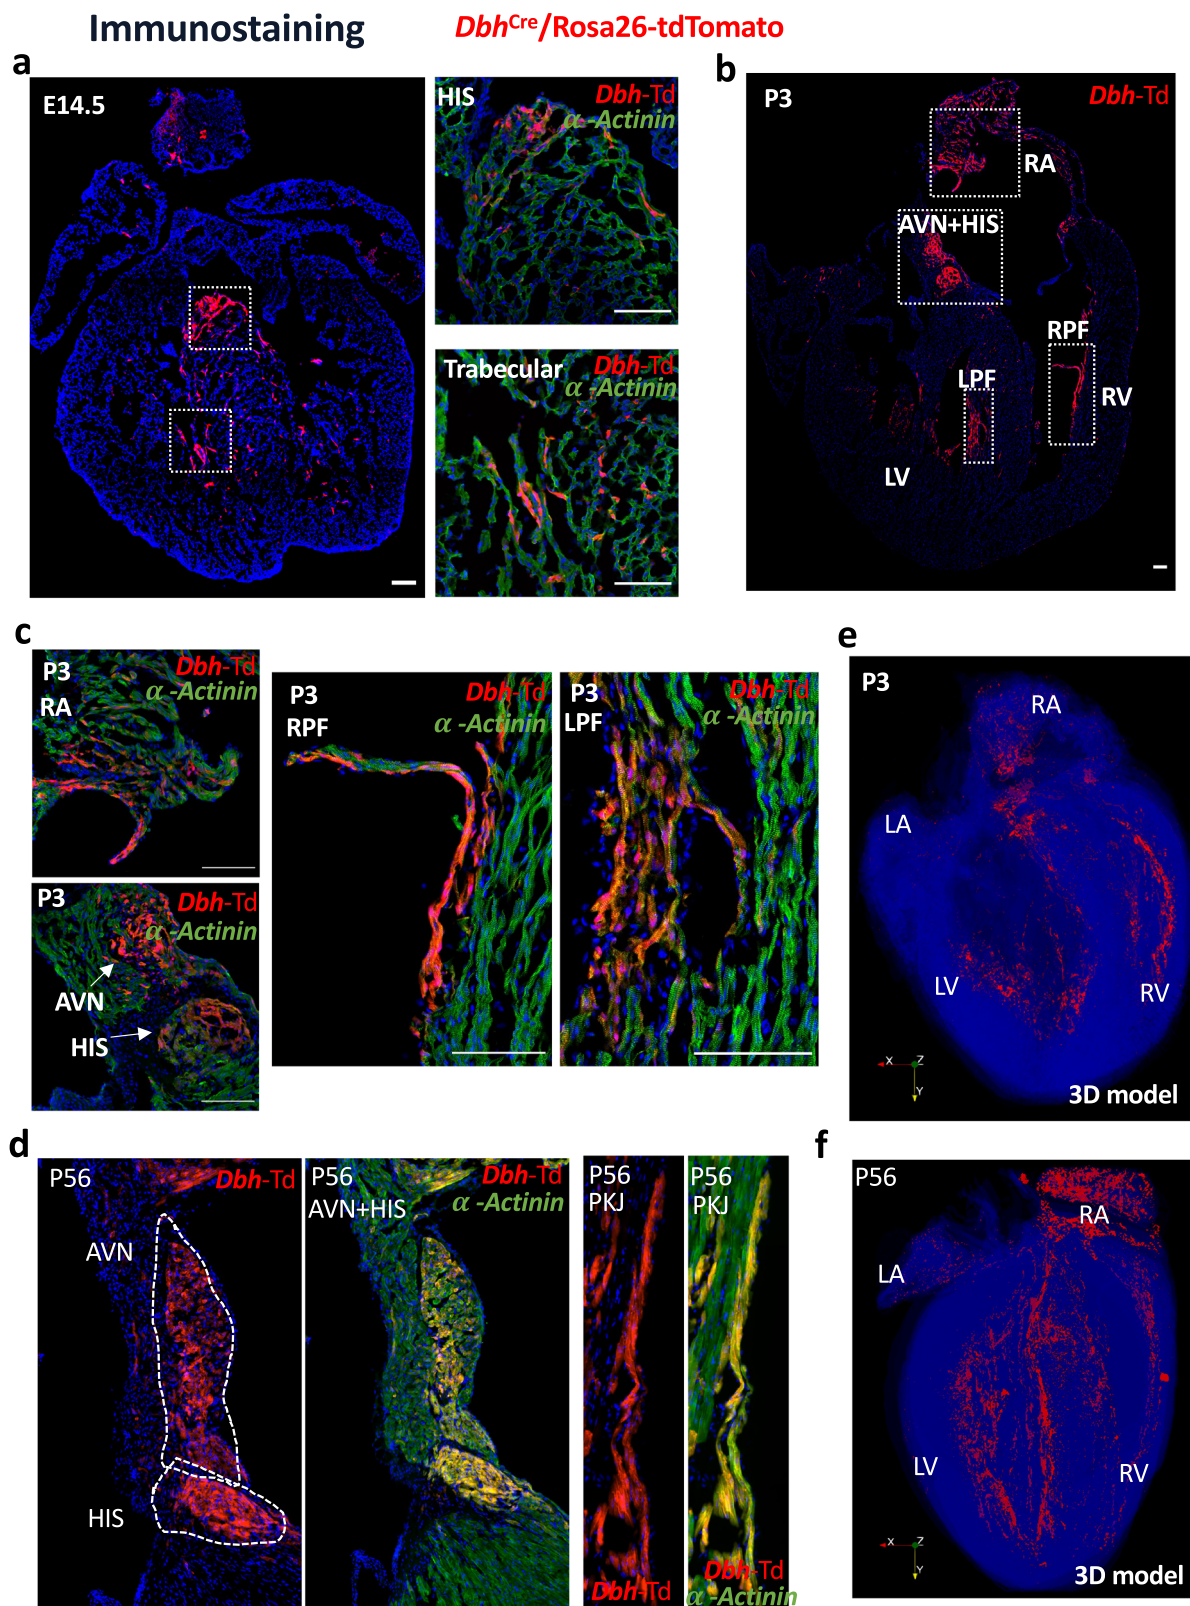 Immunostaining
Dbh^Cre/Rosa26-tdTomato
a
E14.5
HIS
Dbh-Td
α -Actinin
Trabecular
Dbh-Td
α -Actinin
b
P3
Dbh-Td
RA
AVN+HIS
RPF
LPF
RV
LV
c
P3
RA
Dbh-Td
α -Actinin
P3
Dbh-Td
α -Actinin
AVN
HIS
P3
RPF
Dbh-Td
α -Actinin
P3
LPF
Dbh-Td
α -Actinin
e
P3
RA
LA
LV
RV
X
Z
Y
3D model
d
P56
Dbh-Td
AVN
HIS
P56
AVN+HIS
Dbh-Td
α -Actinin
P56
PKJ
Dbh-Td
P56
PKJ
Dbh-Td
α -Actinin
f
P56
RA
LA
LV
RV
X
Z
Y
3D model